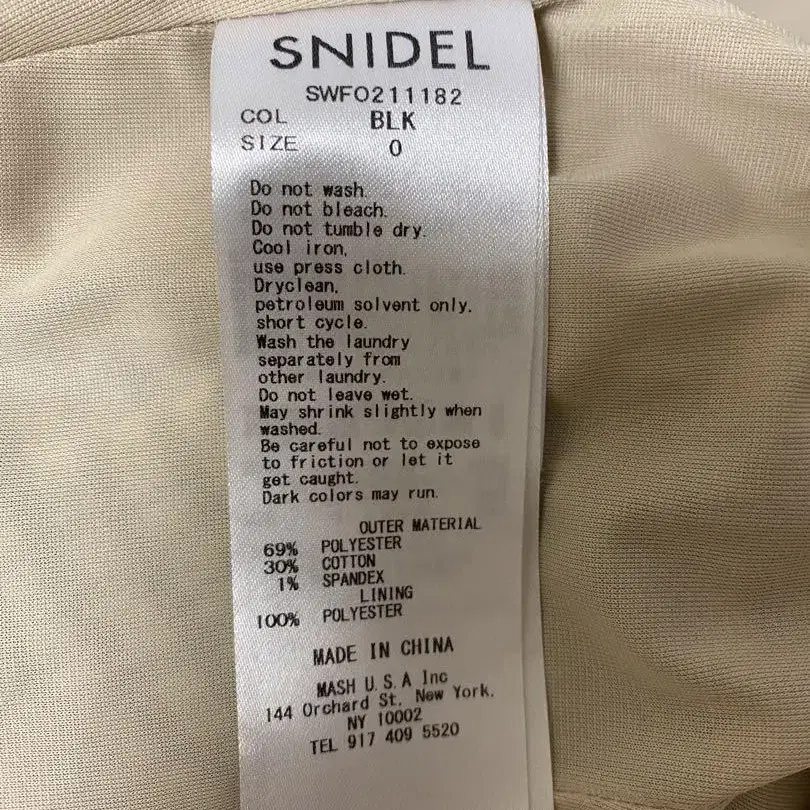 SNIDEL
SWFO211182
COL BLK
SIZE 0
Do not wash.
Do not bleach.
Do not tumble dry.
Cool iron,
use press cloth.
Dryclean,
petroleum solvent only,
short cycle.
Wash the laundry
separately from
other laundry.
Do not leave wet.
May shrink slightly when
washed.
Be careful not to expose
to friction or let it
get caught.
Dark colors may run.
OUTER MATERIAL
69% POLYESTER
30% COTTON
1% SPANDEX
LINING
100% POLYESTER
MADE IN CHINA
MASH U.S.A Inc
144 Orchard St. New York.
NY 10002
TEL 917 409 5520